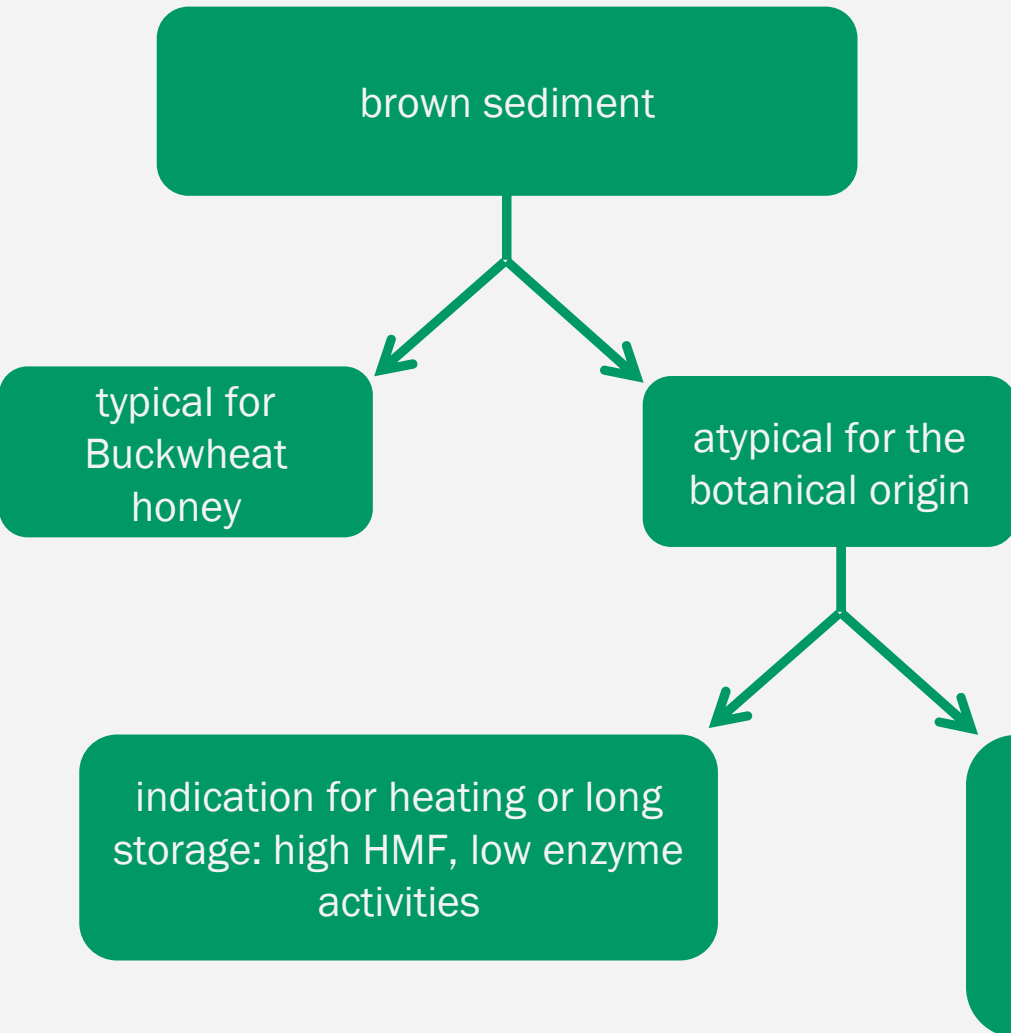 brown sediment
typical for
Buckwheat
honey
atypical for the
botanical origin
indication for heating or long
storage: high HMF, low enzyme
activities